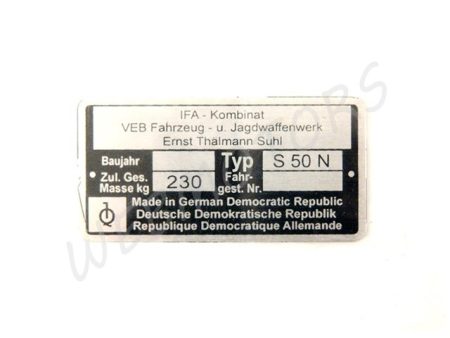 IFA - Kombinat
VEB Fahrzeug - u. Jagdwaffenwerk
Ernst Thälmann Suhl
Baujahr Typ S 50 N
Zul. Ges. Masse kg 230 Fahr- gest. Nr.
Made in German Democratic Republic
Deutsche Demokratische Republik
Republique Democratique Allemande